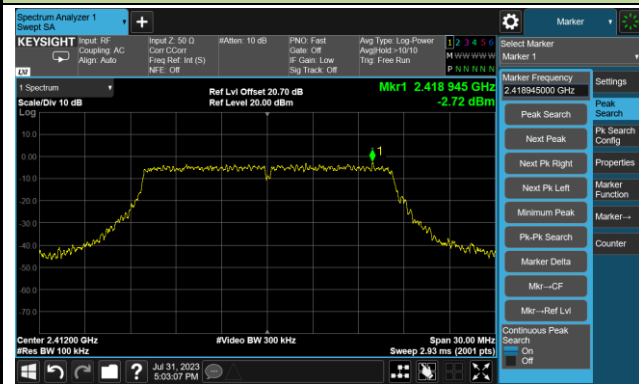 Spectrum Analyzer 1
Swept SA
+
Marker
KEYSIGHT
Input: RF
Coupling: AC
Align: Auto
Input Z: 50 Ω
Corr CCorr
Freq Ref: Int (S)
NFE: Off
#Atten: 10 dB
PNO: Fast
Gate: Off
IF Gain: Low
Sig Track: Off
Avg Type: Log-Power
Avg|Hold:>10/10
Trig: Free Run
1 2 3 4 5 6
M W W W W W
P N N N N N
LXI
Select Marker
Marker 1
1 Spectrum
Scale/Div 10 dB
Log
Ref Lvl Offset 20.70 dB
Ref Level 20.00 dBm
Mkr1 2.418 945 GHz
-2.72 dBm
10.0
0.00
-10.0
-20.0
-30.0
-40.0
-50.0
-60.0
-70.0
1
Center 2.41200 GHz
#Res BW 100 kHz
#Video BW 300 kHz
Span 30.00 MHz
Sweep 2.93 ms (2001 pts)
Marker Frequency
2.418945000 GHz
Peak Search
Next Peak
Next Pk Right
Next Pk Left
Minimum Peak
Pk-Pk Search
Marker Delta
Mkr→CF
Mkr→Ref Lvl
Continuous Peak
Search
On
Off
Settings
Peak
Search
Pk Search
Config
Properties
Marker
Function
Marker→
Counter
?
Jul 31, 2023
5:03:07 PM